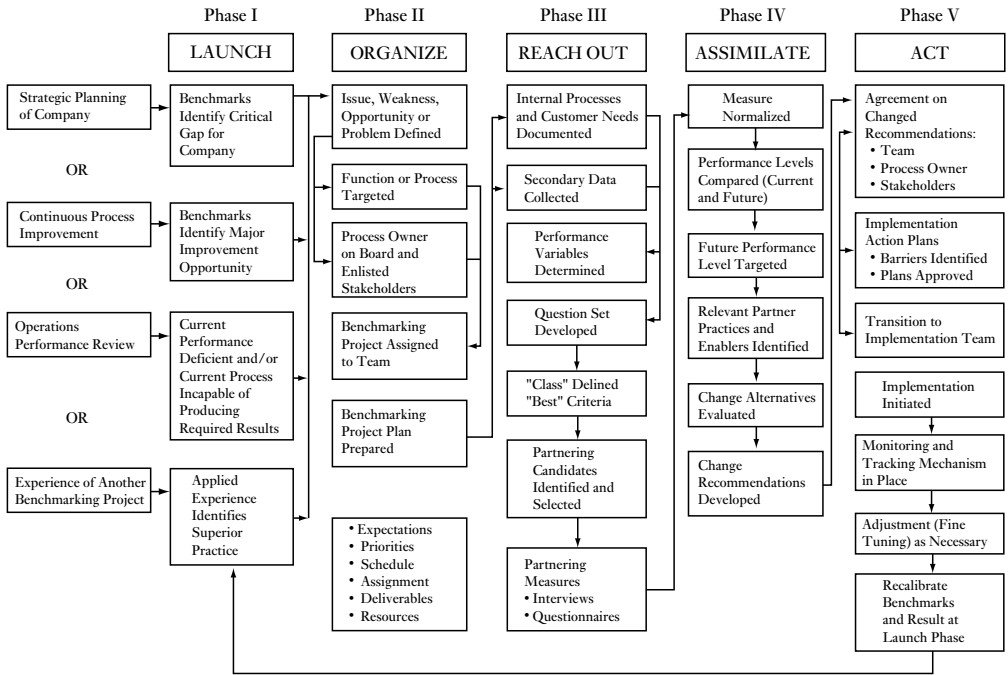 Phase I
Phase II
Phase III
Phase IV
Phase V
LAUNCH
ORGANIZE
REACH OUT
ASSIMILATE
ACT
Strategic Planning
of Company
OR
Continuous Process
Improvement
OR
Operations
Performance Review
OR
Experience of Another
Benchmarking Project
Benchmarks
Identify Critical
Gap for
Company
Benchmarks
Identify Major
Improvement
Opportunity
Current
Performance
Deficient and/or
Current Process
Incapable of
Producing
Required Results
Applied
Experience
Identifies
Superior
Practice
Issue, Weakness,
Opportunity or
Problem Defined
Function or Process
Targeted
Process Owner
on Board and
Enlisted
Stakeholders
Benchmarking
Project Assigned
to Team
Benchmarking
Project Plan
Prepared
• Expectations
• Priorities
• Schedule
• Assignment
• Deliverables
• Resources
Internal Processes
and Customer Needs
Documented
Secondary Data
Collected
Performance
Variables
Determined
Question Set
Developed
"Class" Delined
"Best" Criteria
Partnering
Candidates
Identified and
Selected
Partnering
Measures
• Interviews
• Questionnaires
Measure
Normalized
Performance Levels
Compared (Current
and Future)
Future Performance
Level Targeted
Relevant Partner
Practices and
Enablers Identified
Change Alternatives
Evaluated
Change
Recommendations
Developed
Agreement on
Changed
Recommendations:
• Team
• Process Owner
• Stakeholders
Implementation
Action Plans
• Barriers Identified
• Plans Approved
Transition to
Implementation Team
Implementation
Initiated
Monitoring and
Tracking Mechanism
in Place
Adjustment (Fine
Tuning) as Necessary
Recalibrate
Benchmarks
and Result at
Launch Phase